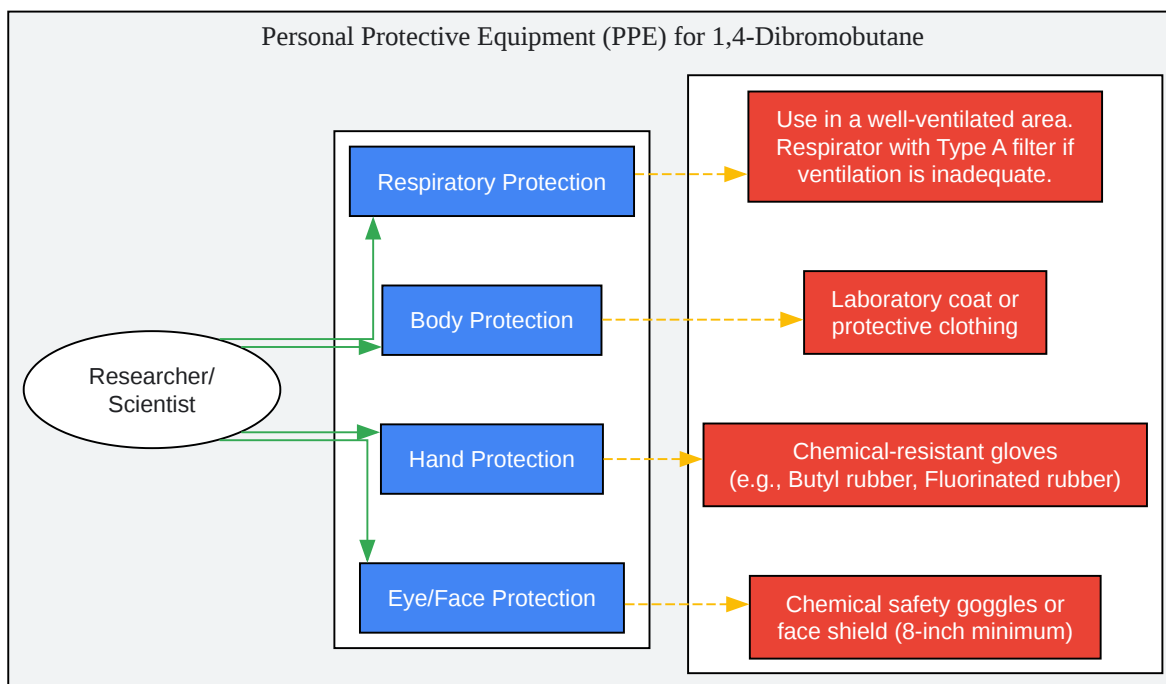 Personal Protective Equipment (PPE) for 1,4-Dibromobutane
Researcher/
Scientist
Respiratory Protection
Use in a well-ventilated area.
Respirator with Type A filter if
ventilation is inadequate.
Body Protection
Laboratory coat or
protective clothing
Hand Protection
Chemical-resistant gloves
(e.g., Butyl rubber, Fluorinated rubber)
Eye/Face Protection
Chemical safety goggles or
face shield (8-inch minimum)